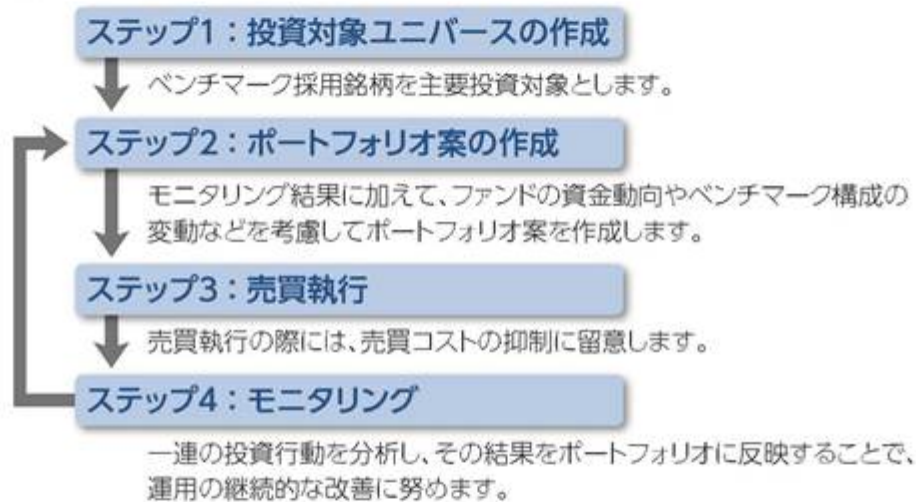 ステップ1：投資対象ユニバースの作成
ベンチマーク採用銘柄を主要投資対象とします。
ステップ2：ポートフォリオ案の作成
モニタリング結果に加えて、ファンドの資金動向やベンチマーク構成の
変動などを考慮してポートフォリオ案を作成します。
ステップ3：売買執行
売買執行の際には、売買コストの抑制に留意します。
ステップ4：モニタリング
一連の投資行動を分析し、その結果をポートフォリオに反映することで、
運用の継続的な改善に努めます。